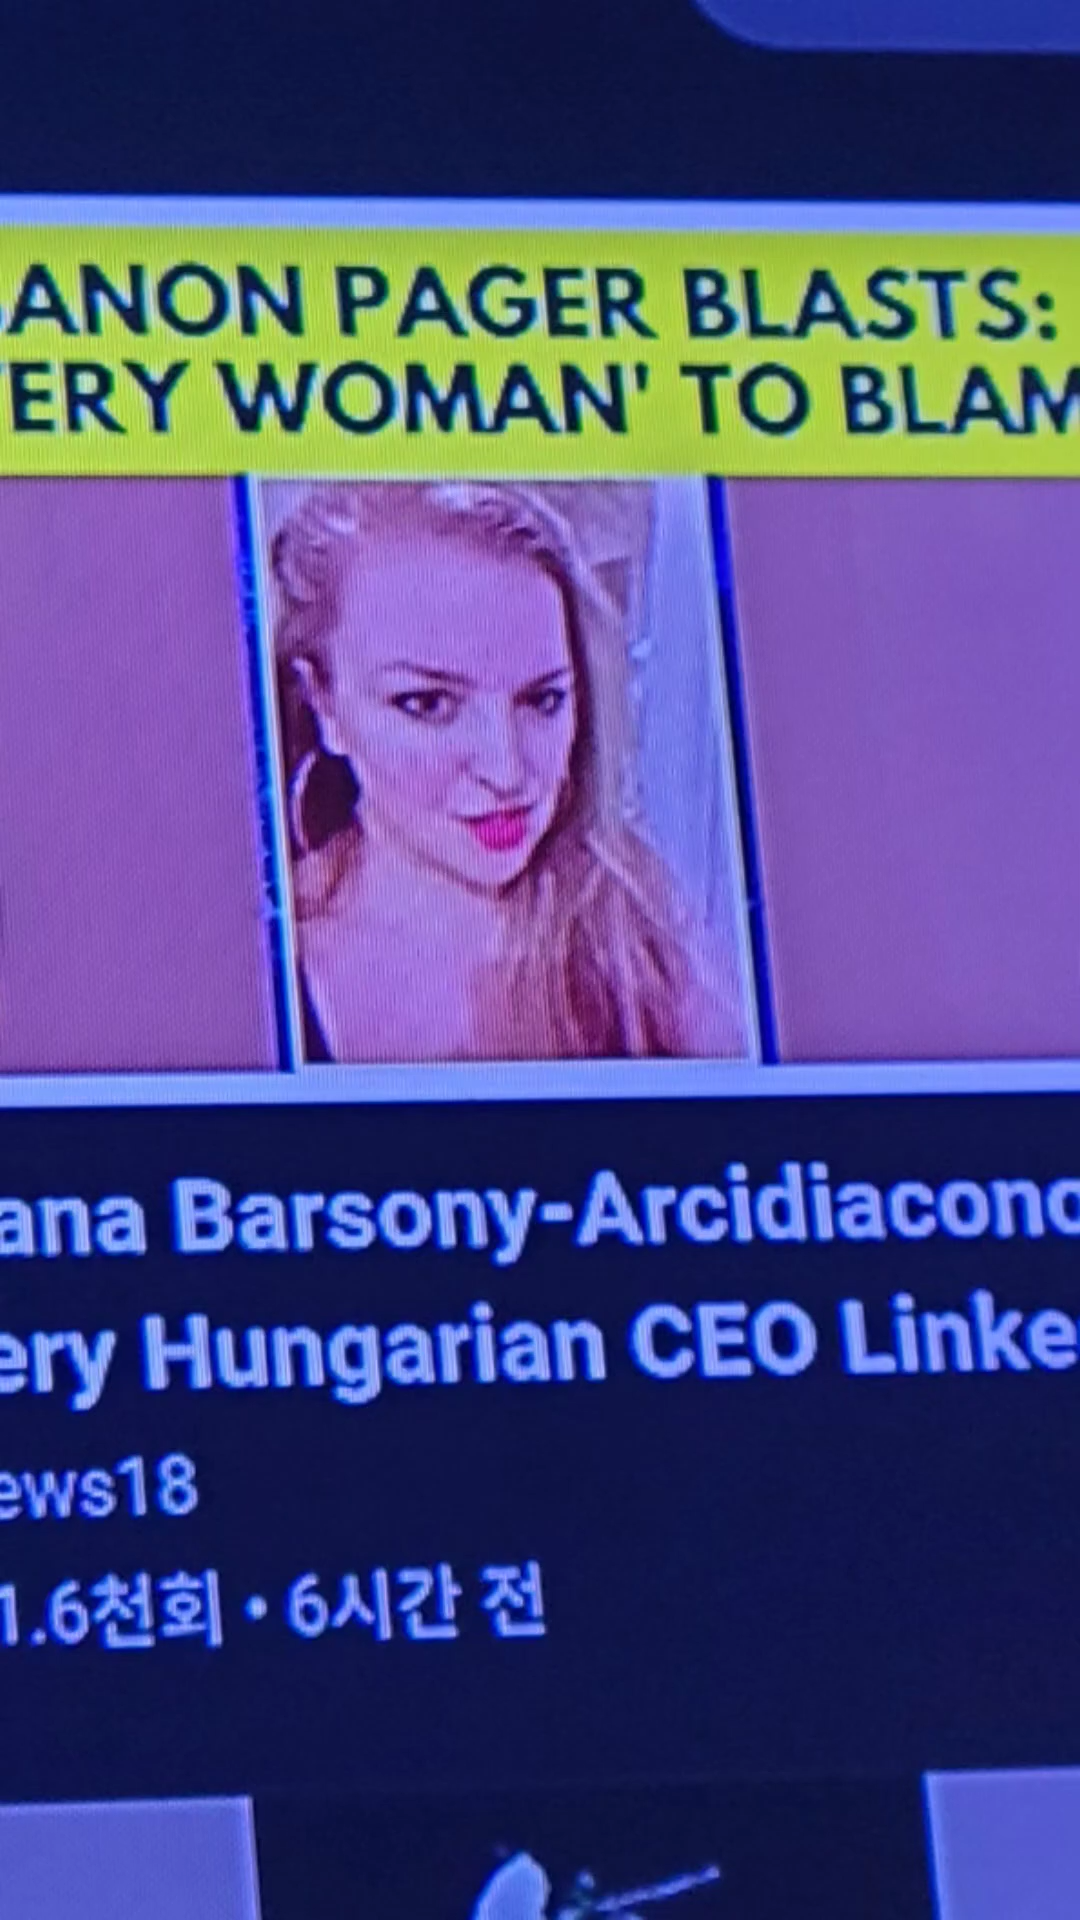 ANON PAGER BLASTS:
ERY WOMAN' TO BLAM
ana Barsony-Arcidiacono
ery Hungarian CEO Linke
ews18
1.6천회 • 6시간 전